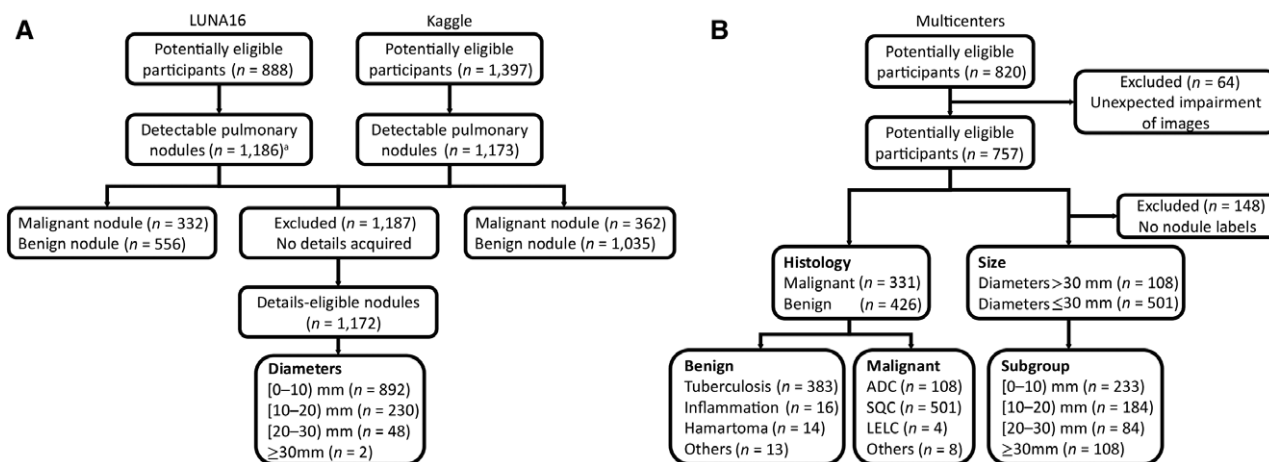 A
LUNA16
Kaggle
Potentially eligible
participants (n = 888)
Potentially eligible
participants (n = 1,397)
Detectable pulmonary
nodules (n = 1,186)ᵃ
Detectable pulmonary
nodules (n = 1,173)
Malignant nodule (n = 332)
Benign nodule (n = 556)
Excluded (n = 1,187)
No details acquired
Malignant nodule (n = 362)
Benign nodule (n = 1,035)
Details-eligible nodules
(n = 1,172)
Diameters
[0–10) mm (n = 892)
[10–20) mm (n = 230)
[20–30) mm (n = 48)
≥30mm (n = 2)
B
Multicenters
Potentially eligible
participants (n = 820)
Excluded (n = 64)
Unexpected impairment
of images
Potentially eligible
participants (n = 757)
Excluded (n = 148)
No nodule labels
Histology
Malignant (n = 331)
Benign (n = 426)
Size
Diameters>30 mm (n = 108)
Diameters≤30 mm (n = 501)
Benign
Tuberculosis (n = 383)
Inflammation (n = 16)
Hamartoma (n = 14)
Others (n = 13)
Malignant
ADC (n = 108)
SQC (n = 501)
LELC (n = 4)
Others (n = 8)
Subgroup
[0–10) mm (n = 233)
[10–20) mm (n = 184)
[20–30) mm (n = 84)
≥30mm (n = 108)